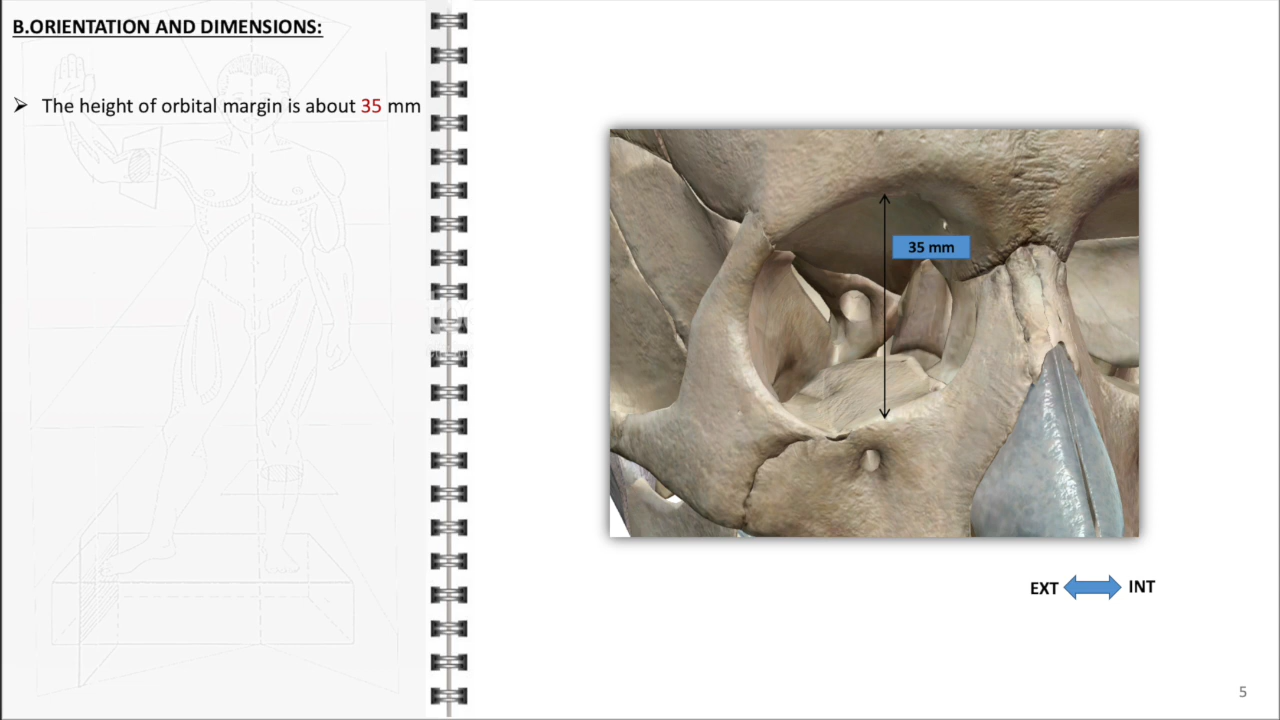 B.ORIENTATION AND DIMENSIONS:
➢ The height of orbital margin is about 35 mm
35 mm
EXT INT
5